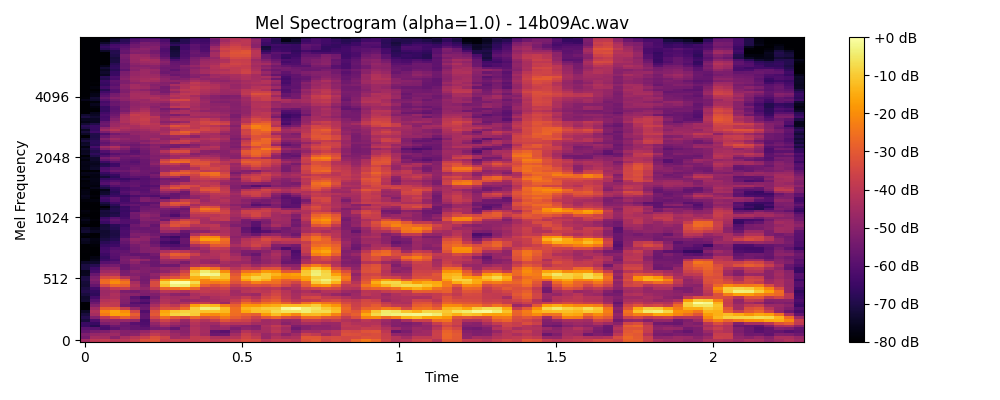 Mel Spectrogram (alpha=1.0) - 14b09Ac.wav
Mel Frequency
4096
2048
1024
512
0
0
0.5
1
1.5
2
Time
+0 dB
-10 dB
-20 dB
-30 dB
-40 dB
-50 dB
-60 dB
-70 dB
-80 dB